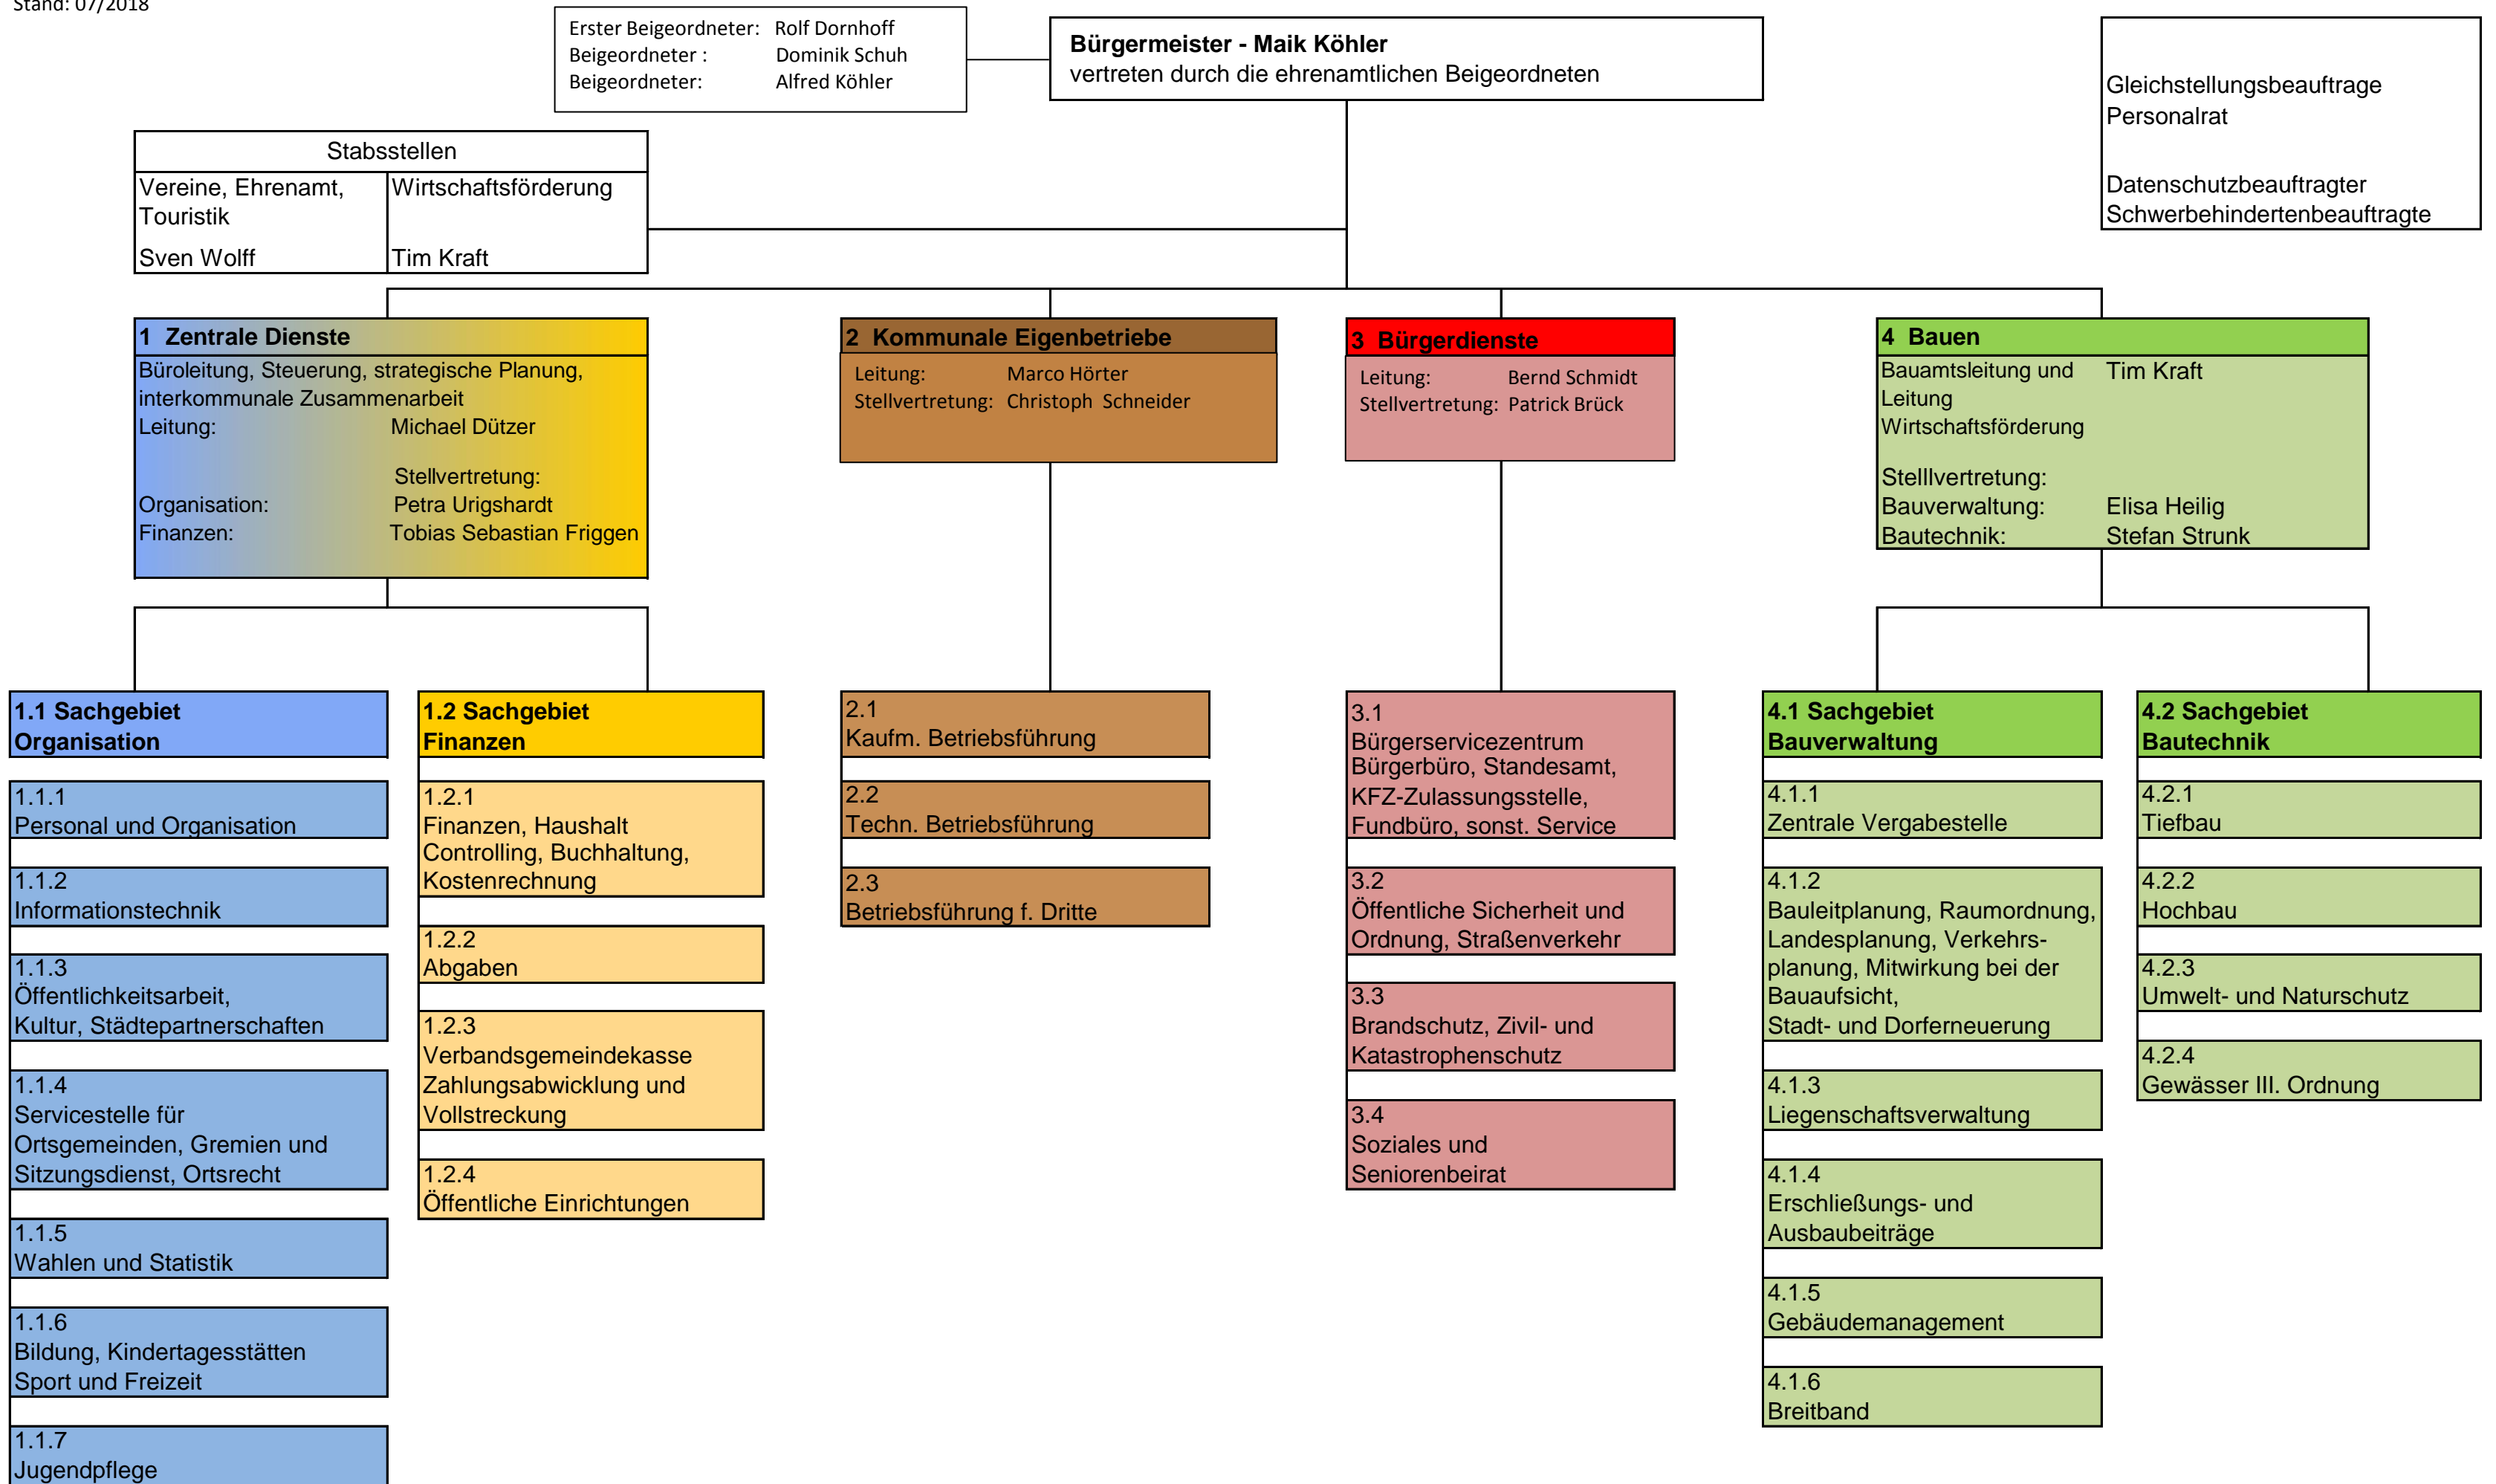 Stand: 07/2018
Erster Beigeordneter: Rolf Dornhoff
Beigeordneter : Dominik Schuh
Beigeordneter: Alfred Köhler
Bürgermeister - Maik Köhler
vertreten durch die ehrenamtlichen Beigeordneten
Gleichstellungsbeauftrage
Personalrat
Datenschutzbeauftragter
Schwerbehindertenbeauftragte
Stabsstellen
Vereine, Ehrenamt,
Touristik
Sven Wolff
Wirtschaftsförderung
Tim Kraft
1 Zentrale Dienste
Büroleitung, Steuerung, strategische Planung,
interkommunale Zusammenarbeit
Leitung: Michael Dützer
Stellvertretung:
Organisation: Petra Urigshardt
Finanzen: Tobias Sebastian Friggen
2 Kommunale Eigenbetriebe
Leitung: Marco Hörter
Stellvertretung: Christoph Schneider
3 Bürgerdienste
Leitung: Bernd Schmidt
Stellvertretung: Patrick Brück
4 Bauen
Bauamtsleitung und Tim Kraft
Leitung
Wirtschaftsförderung
Stelllvertretung:
Bauverwaltung: Elisa Heilig
Bautechnik: Stefan Strunk
1.1 Sachgebiet
Organisation
1.1.1
Personal und Organisation
1.1.2
Informationstechnik
1.1.3
Öffentlichkeitsarbeit,
Kultur, Städtepartnerschaften
1.1.4
Servicestelle für
Ortsgemeinden, Gremien und
Sitzungsdienst, Ortsrecht
1.1.5
Wahlen und Statistik
1.1.6
Bildung, Kindertagesstätten
Sport und Freizeit
1.1.7
Jugendpflege
1.2 Sachgebiet
Finanzen
1.2.1
Finanzen, Haushalt
Controlling, Buchhaltung,
Kostenrechnung
1.2.2
Abgaben
1.2.3
Verbandsgemeindekasse
Zahlungsabwicklung und
Vollstreckung
1.2.4
Öffentliche Einrichtungen
2.1
Kaufm. Betriebsführung
2.2
Techn. Betriebsführung
2.3
Betriebsführung f. Dritte
3.1
Bürgerservicezentrum
Bürgerbüro, Standesamt,
KFZ-Zulassungsstelle,
Fundbüro, sonst. Service
3.2
Öffentliche Sicherheit und
Ordnung, Straßenverkehr
3.3
Brandschutz, Zivil- und
Katastrophenschutz
3.4
Soziales und
Seniorenbeirat
4.1 Sachgebiet
Bauverwaltung
4.1.1
Zentrale Vergabestelle
4.1.2
Bauleitplanung, Raumordnung,
Landesplanung, Verkehrs-
planung, Mitwirkung bei der
Bauaufsicht,
Stadt- und Dorferneuerung
4.1.3
Liegenschaftsverwaltung
4.1.4
Erschließungs- und
Ausbaubeiträge
4.1.5
Gebäudemanagement
4.1.6
Breitband
4.2 Sachgebiet
Bautechnik
4.2.1
Tiefbau
4.2.2
Hochbau
4.2.3
Umwelt- und Naturschutz
4.2.4
Gewässer III. Ordnung